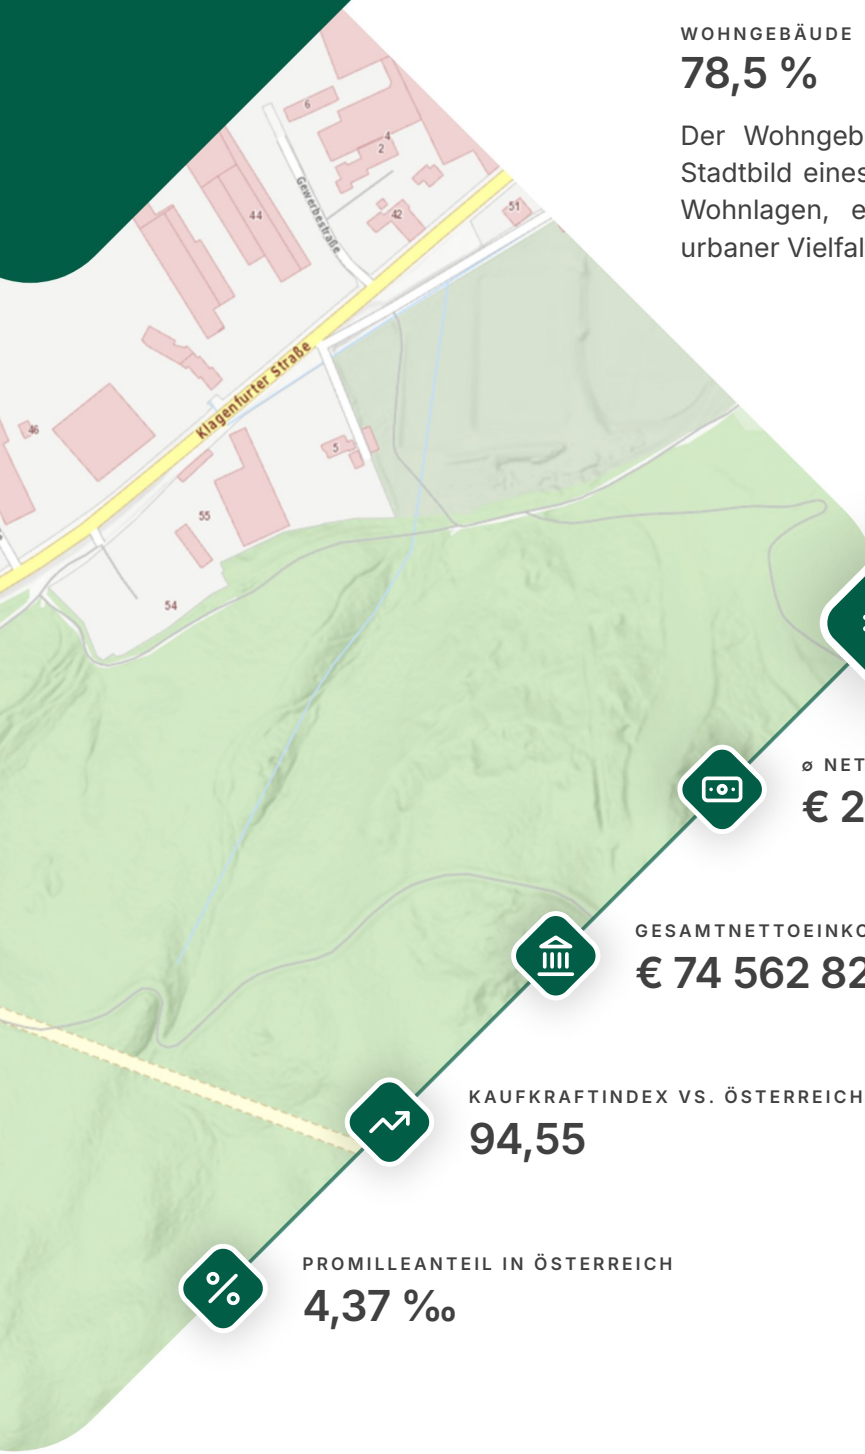 WOHNGEBÄUDE
78,5 %
Der Wohngeb
Stadtbild eines
Wohnlagen, e
urbaner Vielfal
6
4
2
Gewerbestraße
44
42
51
Klagenfurter Straße
46
5
55
54
ø NET
€ 2
GESAMTNETTOEINKO
€ 74 562 82
KAUFKRAFTINDEX VS. ÖSTERREICH
94,55
PROMILLEANTEIL IN ÖSTERREICH
4,37 ‰